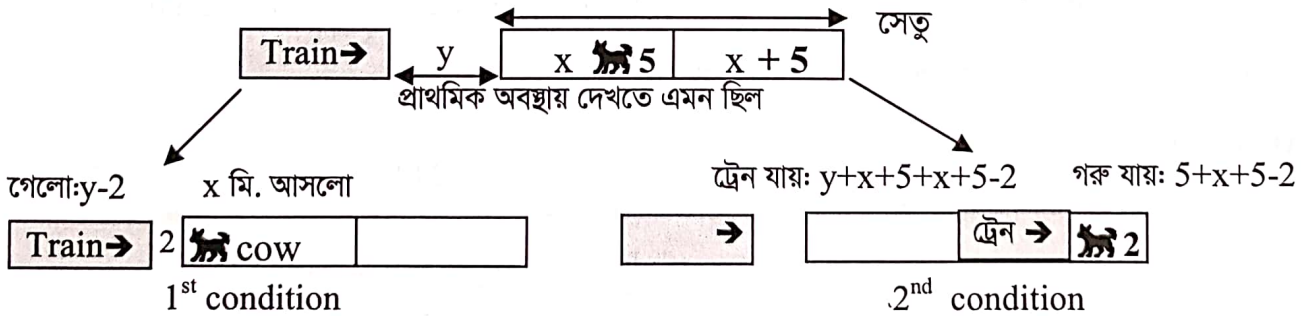 সেতু
Train→ y x 5 x + 5
প্রাথমিক অবস্থায় দেখতে এমন ছিল
গেলো:y-2 x মি. আসলো ট্রেন যায়: y+x+5+x+5-2 গরু যায়: 5+x+5-2
Train→ 2 cow → ট্রেন → 2
1st condition 2nd condition